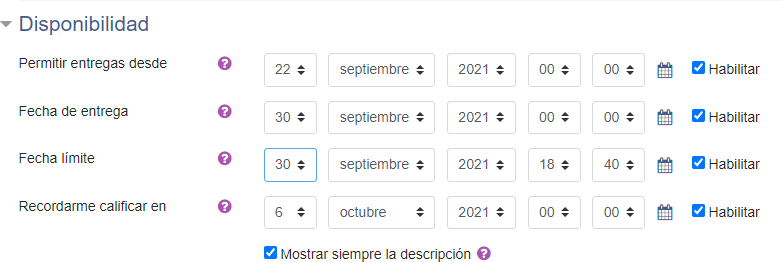 Disponibilidad
Permitir entregas desde 22 septiembre 2021 00 00 Habilitar
Fecha de entrega 30 septiembre 2021 00 00 Habilitar
Fecha límite 30 septiembre 2021 18 40 Habilitar
Recordarme calificar en 6 octubre 2021 00 00 Habilitar
Mostrar siempre la descripción